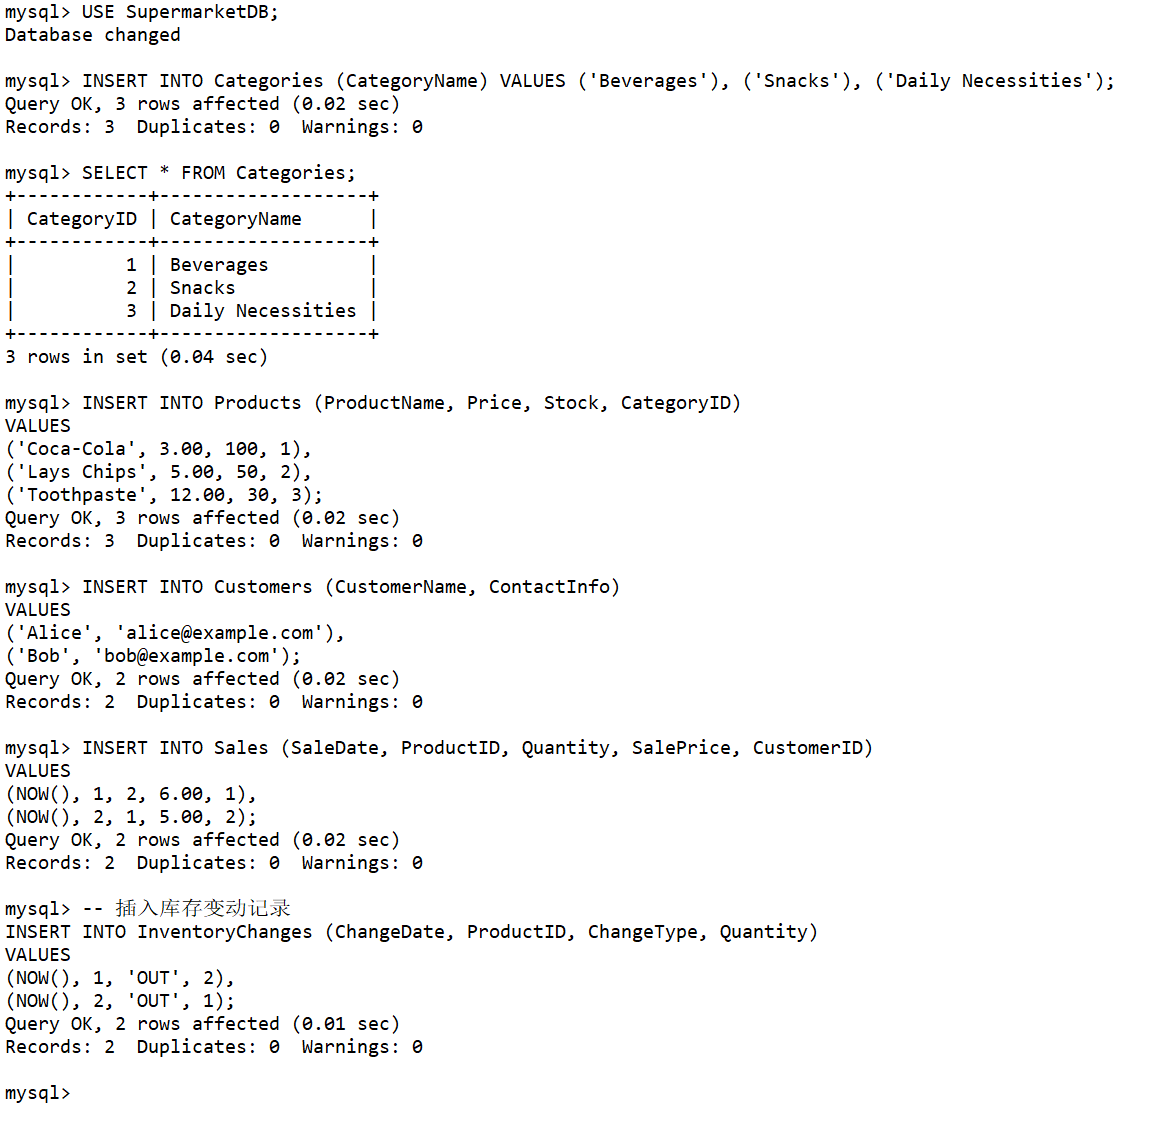 mysql> USE SupermarketDB;
Database changed

mysql> INSERT INTO Categories (CategoryName) VALUES ('Beverages'), ('Snacks'), ('Daily Necessities');
Query OK, 3 rows affected (0.02 sec)
Records: 3  Duplicates: 0  Warnings: 0

mysql> SELECT * FROM Categories;
+------------+-------------------+
| CategoryID | CategoryName      |
+------------+-------------------+
|          1 | Beverages         |
|          2 | Snacks            |
|          3 | Daily Necessities |
+------------+-------------------+
3 rows in set (0.04 sec)

mysql> INSERT INTO Products (ProductName, Price, Stock, CategoryID)
VALUES
('Coca-Cola', 3.00, 100, 1),
('Lays Chips', 5.00, 50, 2),
('Toothpaste', 12.00, 30, 3);
Query OK, 3 rows affected (0.02 sec)
Records: 3  Duplicates: 0  Warnings: 0

mysql> INSERT INTO Customers (CustomerName, ContactInfo)
VALUES
('Alice', 'alice@example.com'),
('Bob', 'bob@example.com');
Query OK, 2 rows affected (0.02 sec)
Records: 2  Duplicates: 0  Warnings: 0

mysql> INSERT INTO Sales (SaleDate, ProductID, Quantity, SalePrice, CustomerID)
VALUES
(NOW(), 1, 2, 6.00, 1),
(NOW(), 2, 1, 5.00, 2);
Query OK, 2 rows affected (0.02 sec)
Records: 2  Duplicates: 0  Warnings: 0

mysql> -- 插入库存变动记录
INSERT INTO InventoryChanges (ChangeDate, ProductID, ChangeType, Quantity)
VALUES
(NOW(), 1, 'OUT', 2),
(NOW(), 2, 'OUT', 1);
Query OK, 2 rows affected (0.01 sec)
Records: 2  Duplicates: 0  Warnings: 0

mysql>